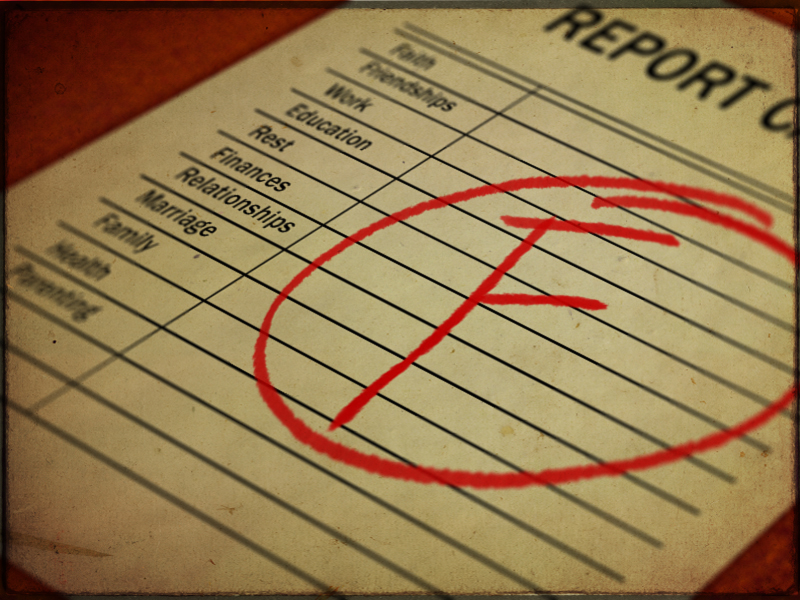 REPORT C
Faith
Friendships
Work
Education
Rest
Finances
Relationships
Marriage
Family
Health
Parenting
F